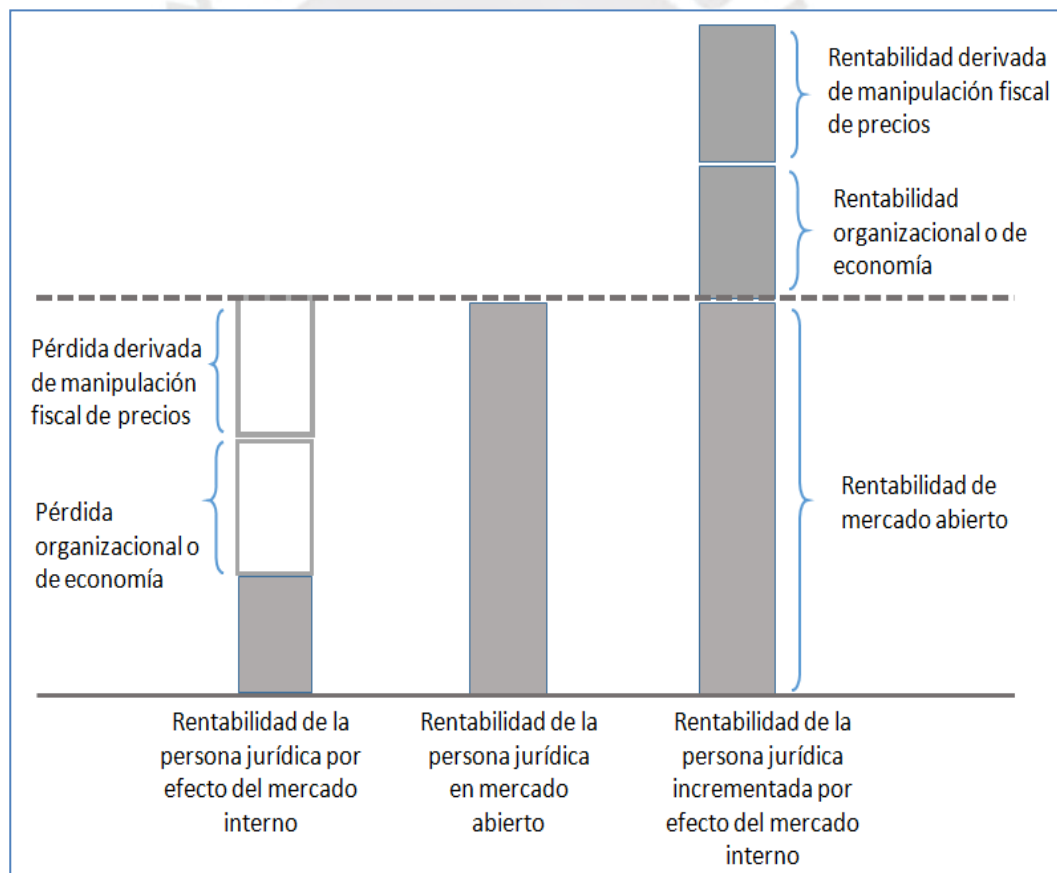 Rentabilidad derivada
de manipulación fiscal
de precios
Rentabilidad
organizacional o de
economía
Pérdida derivada
de manipulación
fiscal de precios
Pérdida
organizacional o
de economía
Rentabilidad de
mercado abierto
Rentabilidad de la
persona jurídica por
efecto del mercado
interno
Rentabilidad de la
persona jurídica
en mercado
abierto
Rentabilidad de la
persona jurídica
incrementada por
efecto del mercado
interno